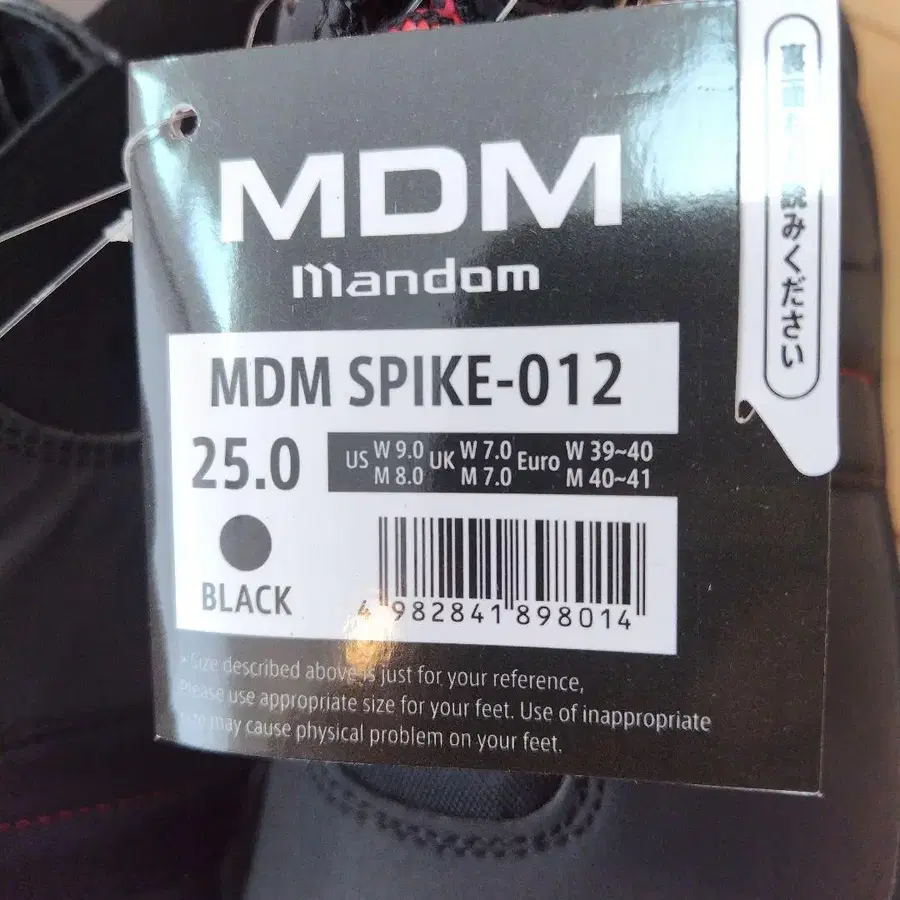 MDM
mandom
MDM SPIKE-012
25.0
US W 9.0 UK W 7.0 Euro W 39~40
M 8.0 M 7.0 M 40~41
BLACK
4 982841 898014
*Size described above is just for your reference,
Please use appropriate size for your feet. Use of inappropriate
size may cause physical problem on your feet.
読みください